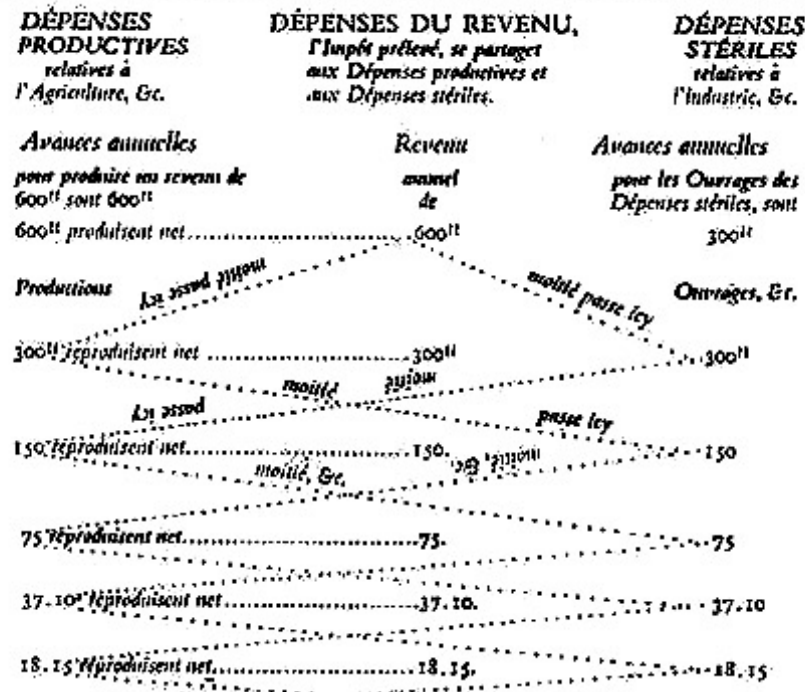 DÉPENSES
PRODUCTIVES
relatives à
l'Agriculture, &c.
DÉPENSES DU REVENU,
l'Impôt prélevé, se partaget
aux Dépenses productives et
aux Dépenses stériles.
DÉPENSES
STÉRILES
relatives à
l'Industrie, &c.
Avances annuelles
pour produire un revenu de
600ˡˡ sont 600ˡˡ
Revenu
annuel
de
Avances annuelles
pour les Ouvrages des
Dépenses stériles, sont
600ˡˡ produisent net 600ˡˡ 300ˡˡ
Productions moitié passe icy moitié passe icy Ouvrages, &c.
300ˡˡ reproduisent net 300ˡˡ 300ˡˡ
moitié passe icy moitié passe icy
150 reproduisent net. 150. 150
moitié, &c. moitié, &c.
75 reproduisent net. 75. 75
37.10ˢ reproduisent net 37.10. 37.10
18.15 reproduisent net. 18.15. 18.15